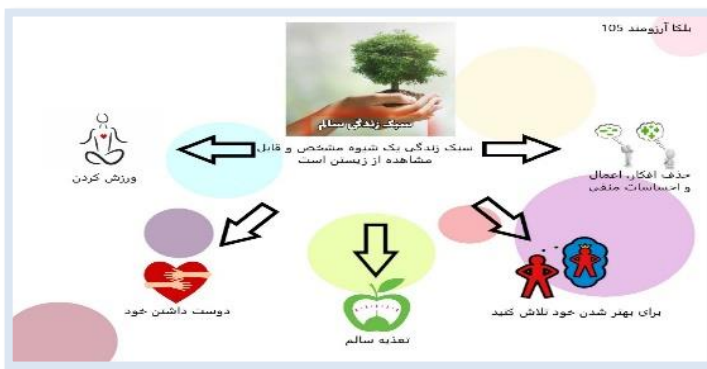 بلکا آرزومند 105
سبک زندگی سالم
سبک زندگی یک شیوه مشخص و قابل
مشاهده از زیستن است
ورزش کردن
حذف افکار، اعمال
و احساسات منفی
دوست داشتن خود
تغذیه سالم
برای بهتر شدن خود تلاش کنید